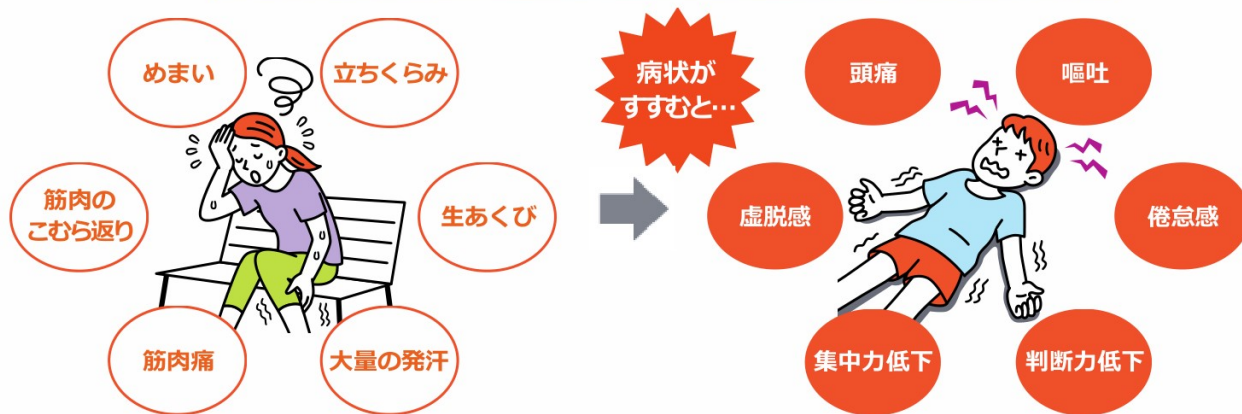 めまい
立ちくらみ
筋肉の
こむら返り
生あくび
筋肉痛
大量の発汗
病状が
すすむと…
頭痛
嘔吐
虚脱感
倦怠感
集中力低下
判断力低下